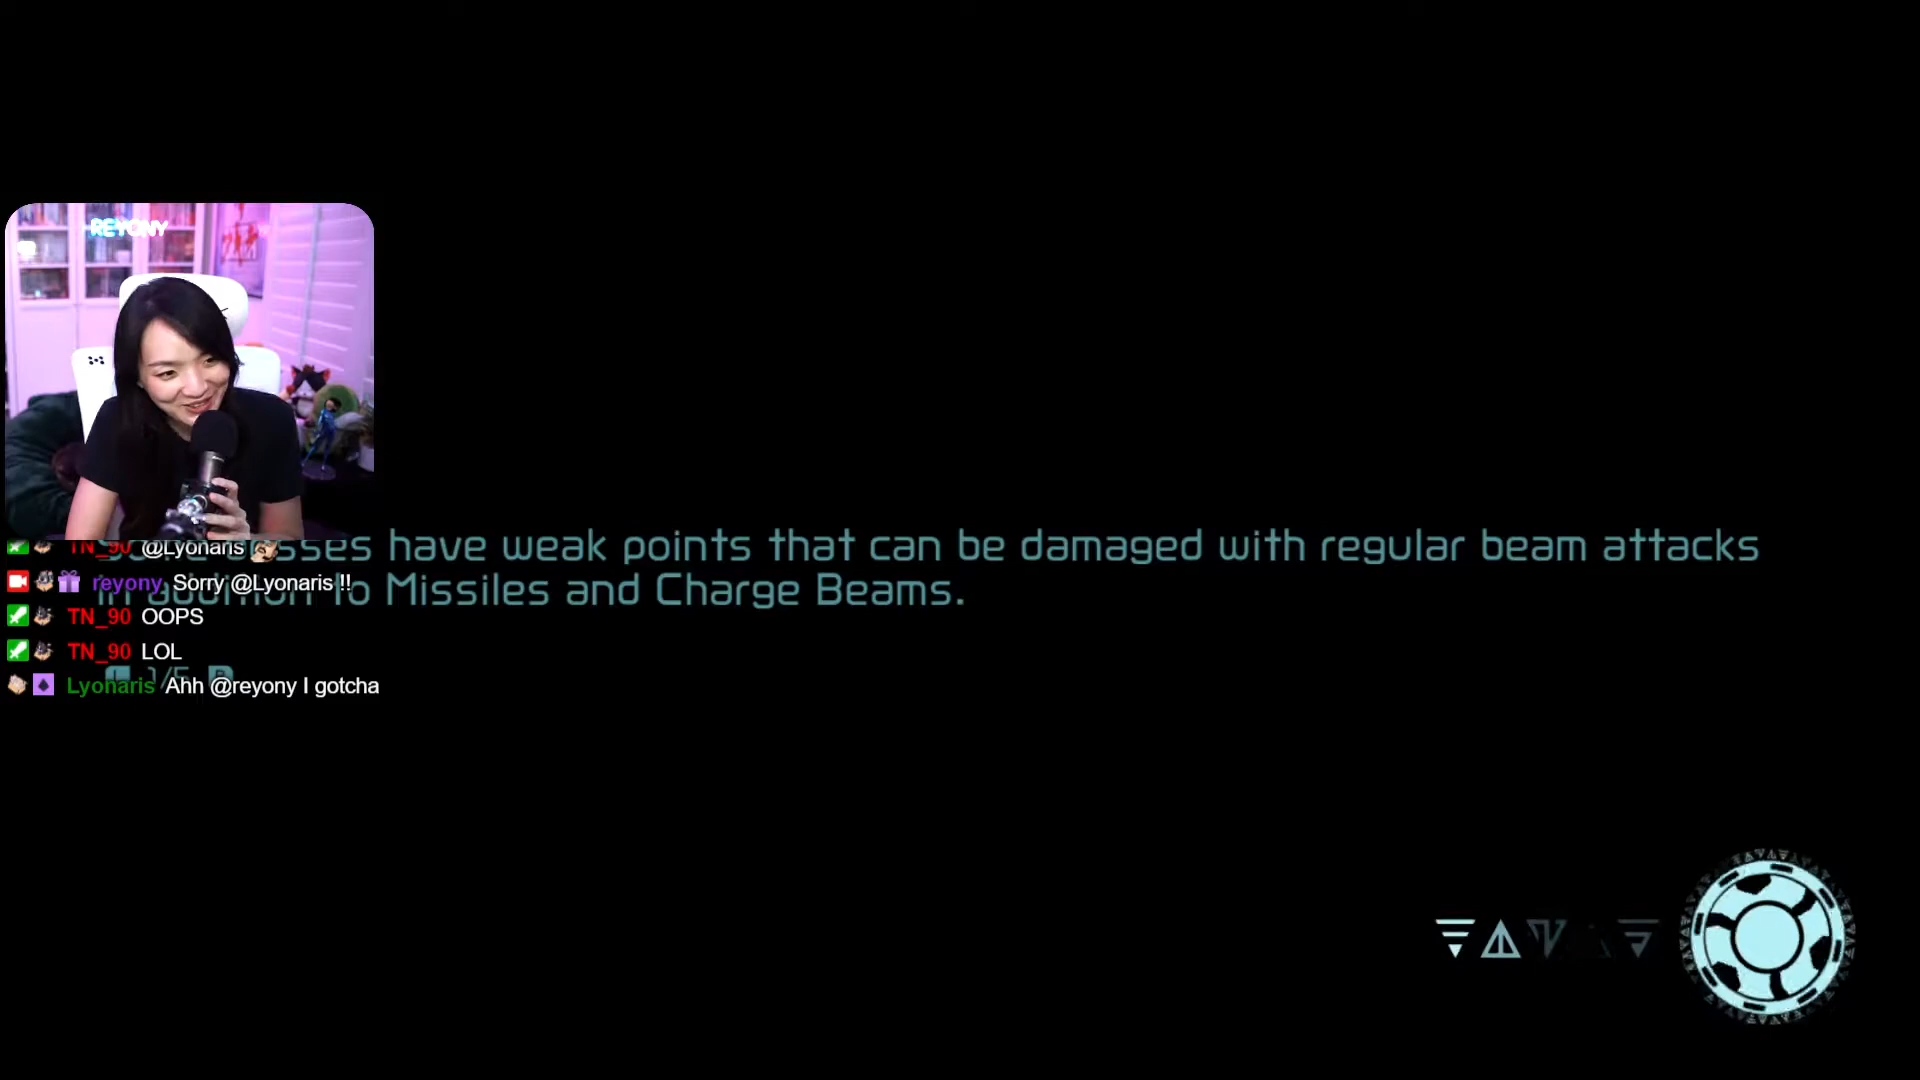 REYONY
have weak points that can be damaged with regular beam attacks
to Missiles and Charge Beams.
TN_90 @Lyonaris
reyony Sorry @Lyonaris !!
TN_90 OOPS
TN_90 LOL
Lyonaris Ahh @reyony I gotcha